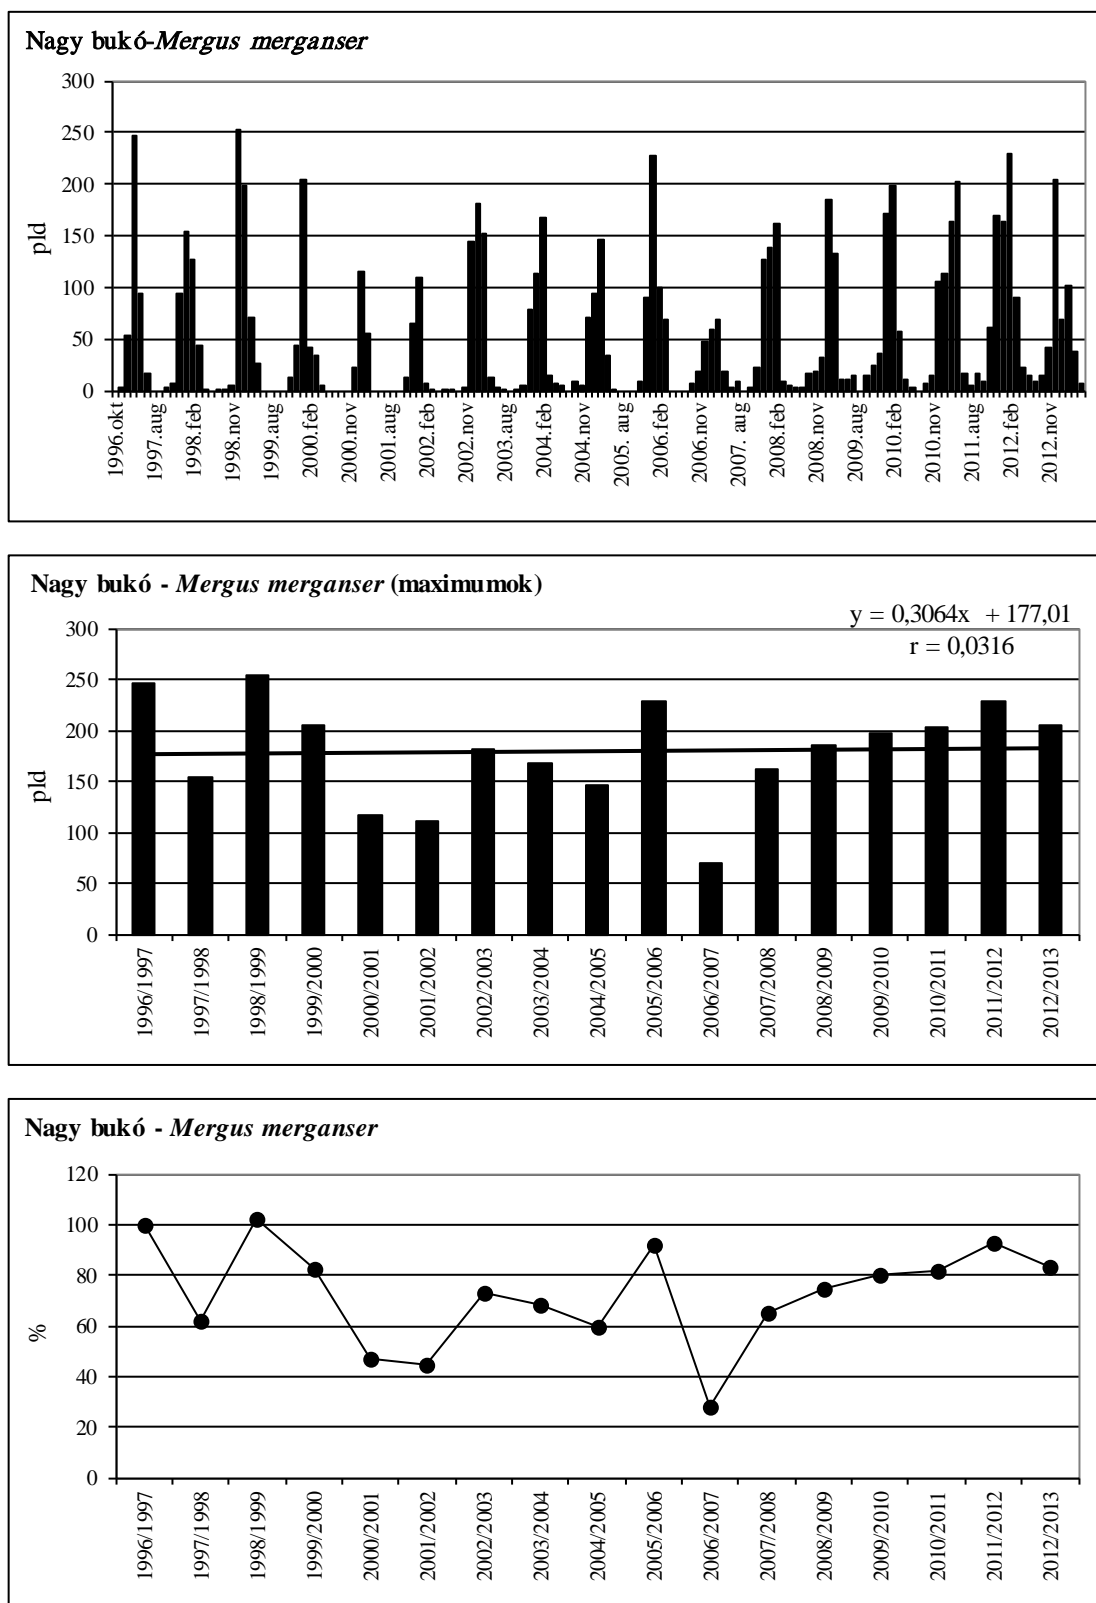 Nagy bukó-Mergus merganser
300
250
200
150
100
50
0
pld
1996.okt
1997.aug
1998.feb
1998.nov
1999.aug
2000.feb
2000.nov
2001.aug
2002.feb
2002.nov
2003.aug
2004.feb
2004.nov
2005. aug
2006.feb
2006.nov
2007. aug
2008.feb
2008.nov
2009.aug
2010.feb
2010.nov
2011.aug
2012.feb
2012.nov
Nagy bukó - Mergus merganser (maximumok)
y = 0,3064x + 177,01
r = 0,0316
300
250
200
150
100
50
0
pld
1996/1997
1997/1998
1998/1999
1999/2000
2000/2001
2001/2002
2002/2003
2003/2004
2004/2005
2005/2006
2006/2007
2007/2008
2008/2009
2009/2010
2010/2011
2011/2012
2012/2013
Nagy bukó - Mergus merganser
120
100
80
60
40
20
0
%
1996/1997
1997/1998
1998/1999
1999/2000
2000/2001
2001/2002
2002/2003
2003/2004
2004/2005
2005/2006
2006/2007
2007/2008
2008/2009
2009/2010
2010/2011
2011/2012
2012/2013